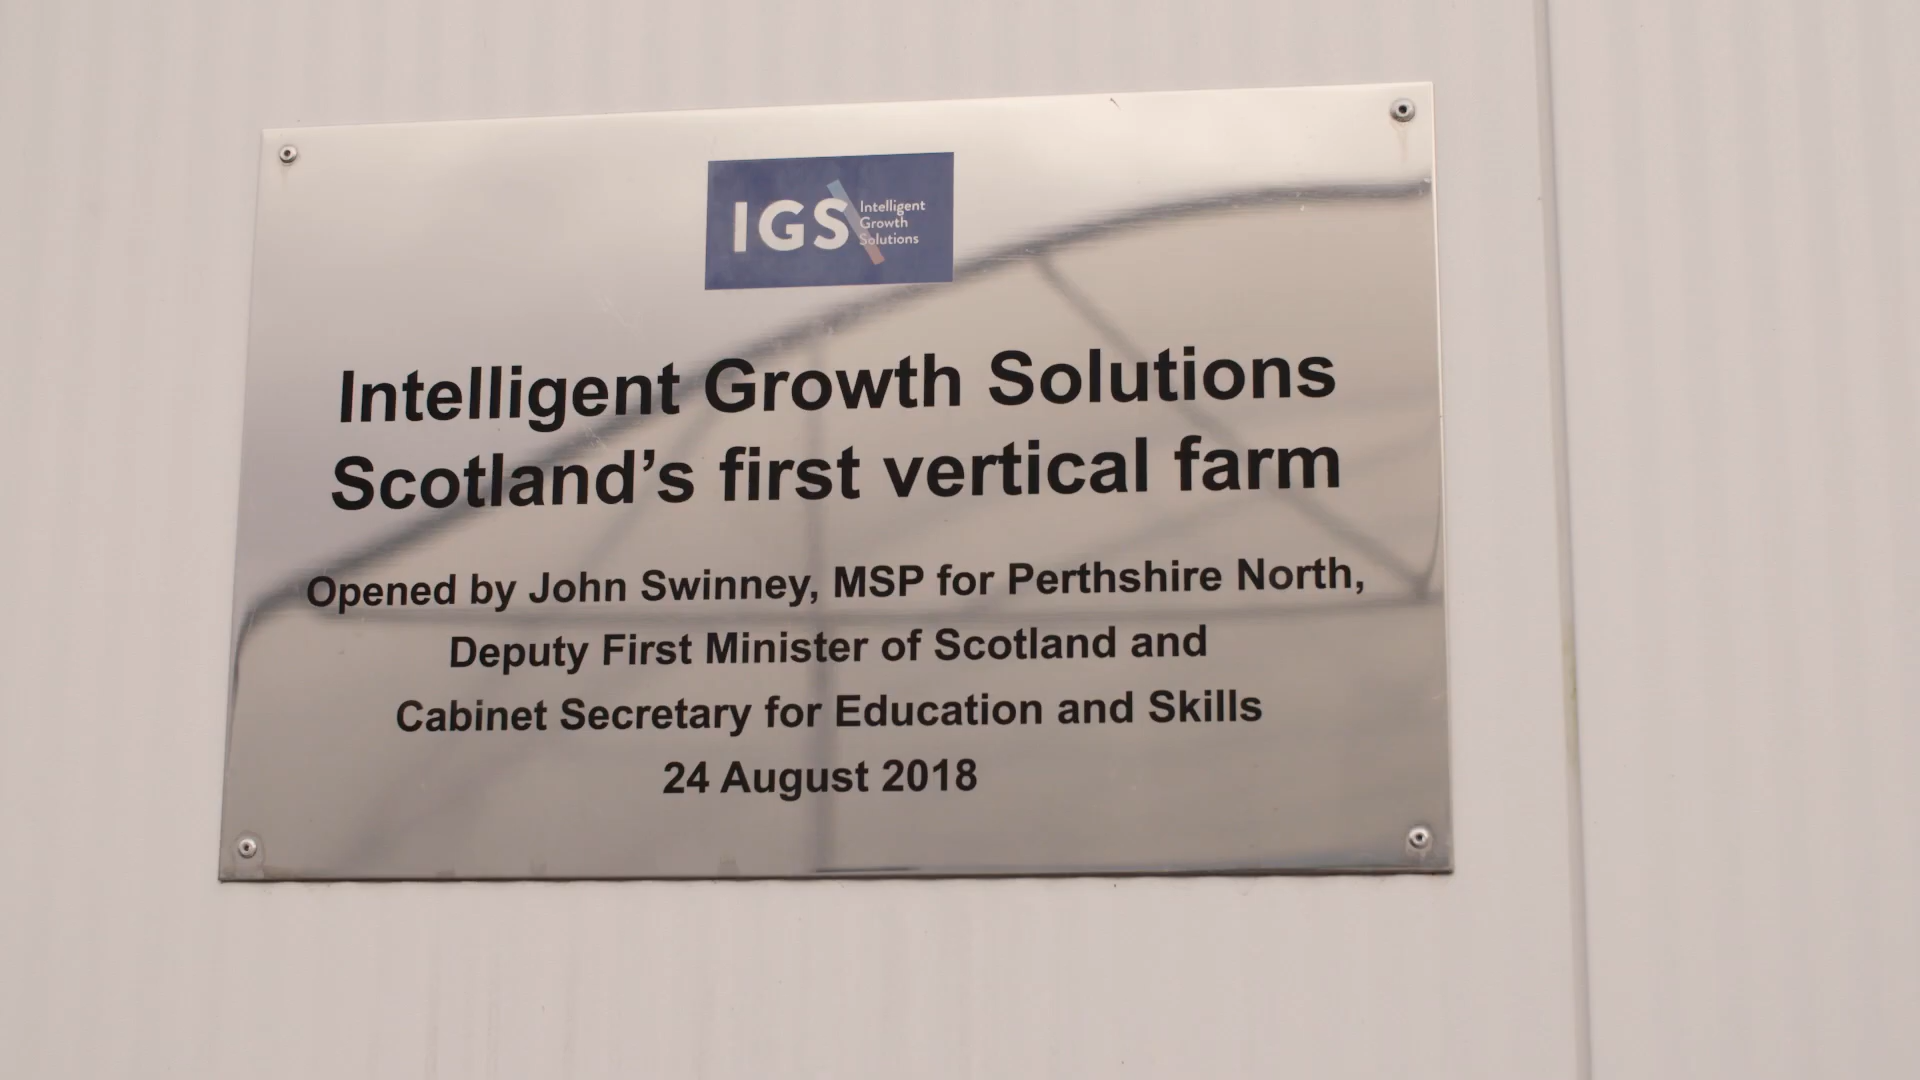 IGS
Intelligent
Growth
Solutions
Intelligent Growth Solutions
Scotland’s first vertical farm
Opened by John Swinney, MSP for Perthshire North,
Deputy First Minister of Scotland and
Cabinet Secretary for Education and Skills
24 August 2018